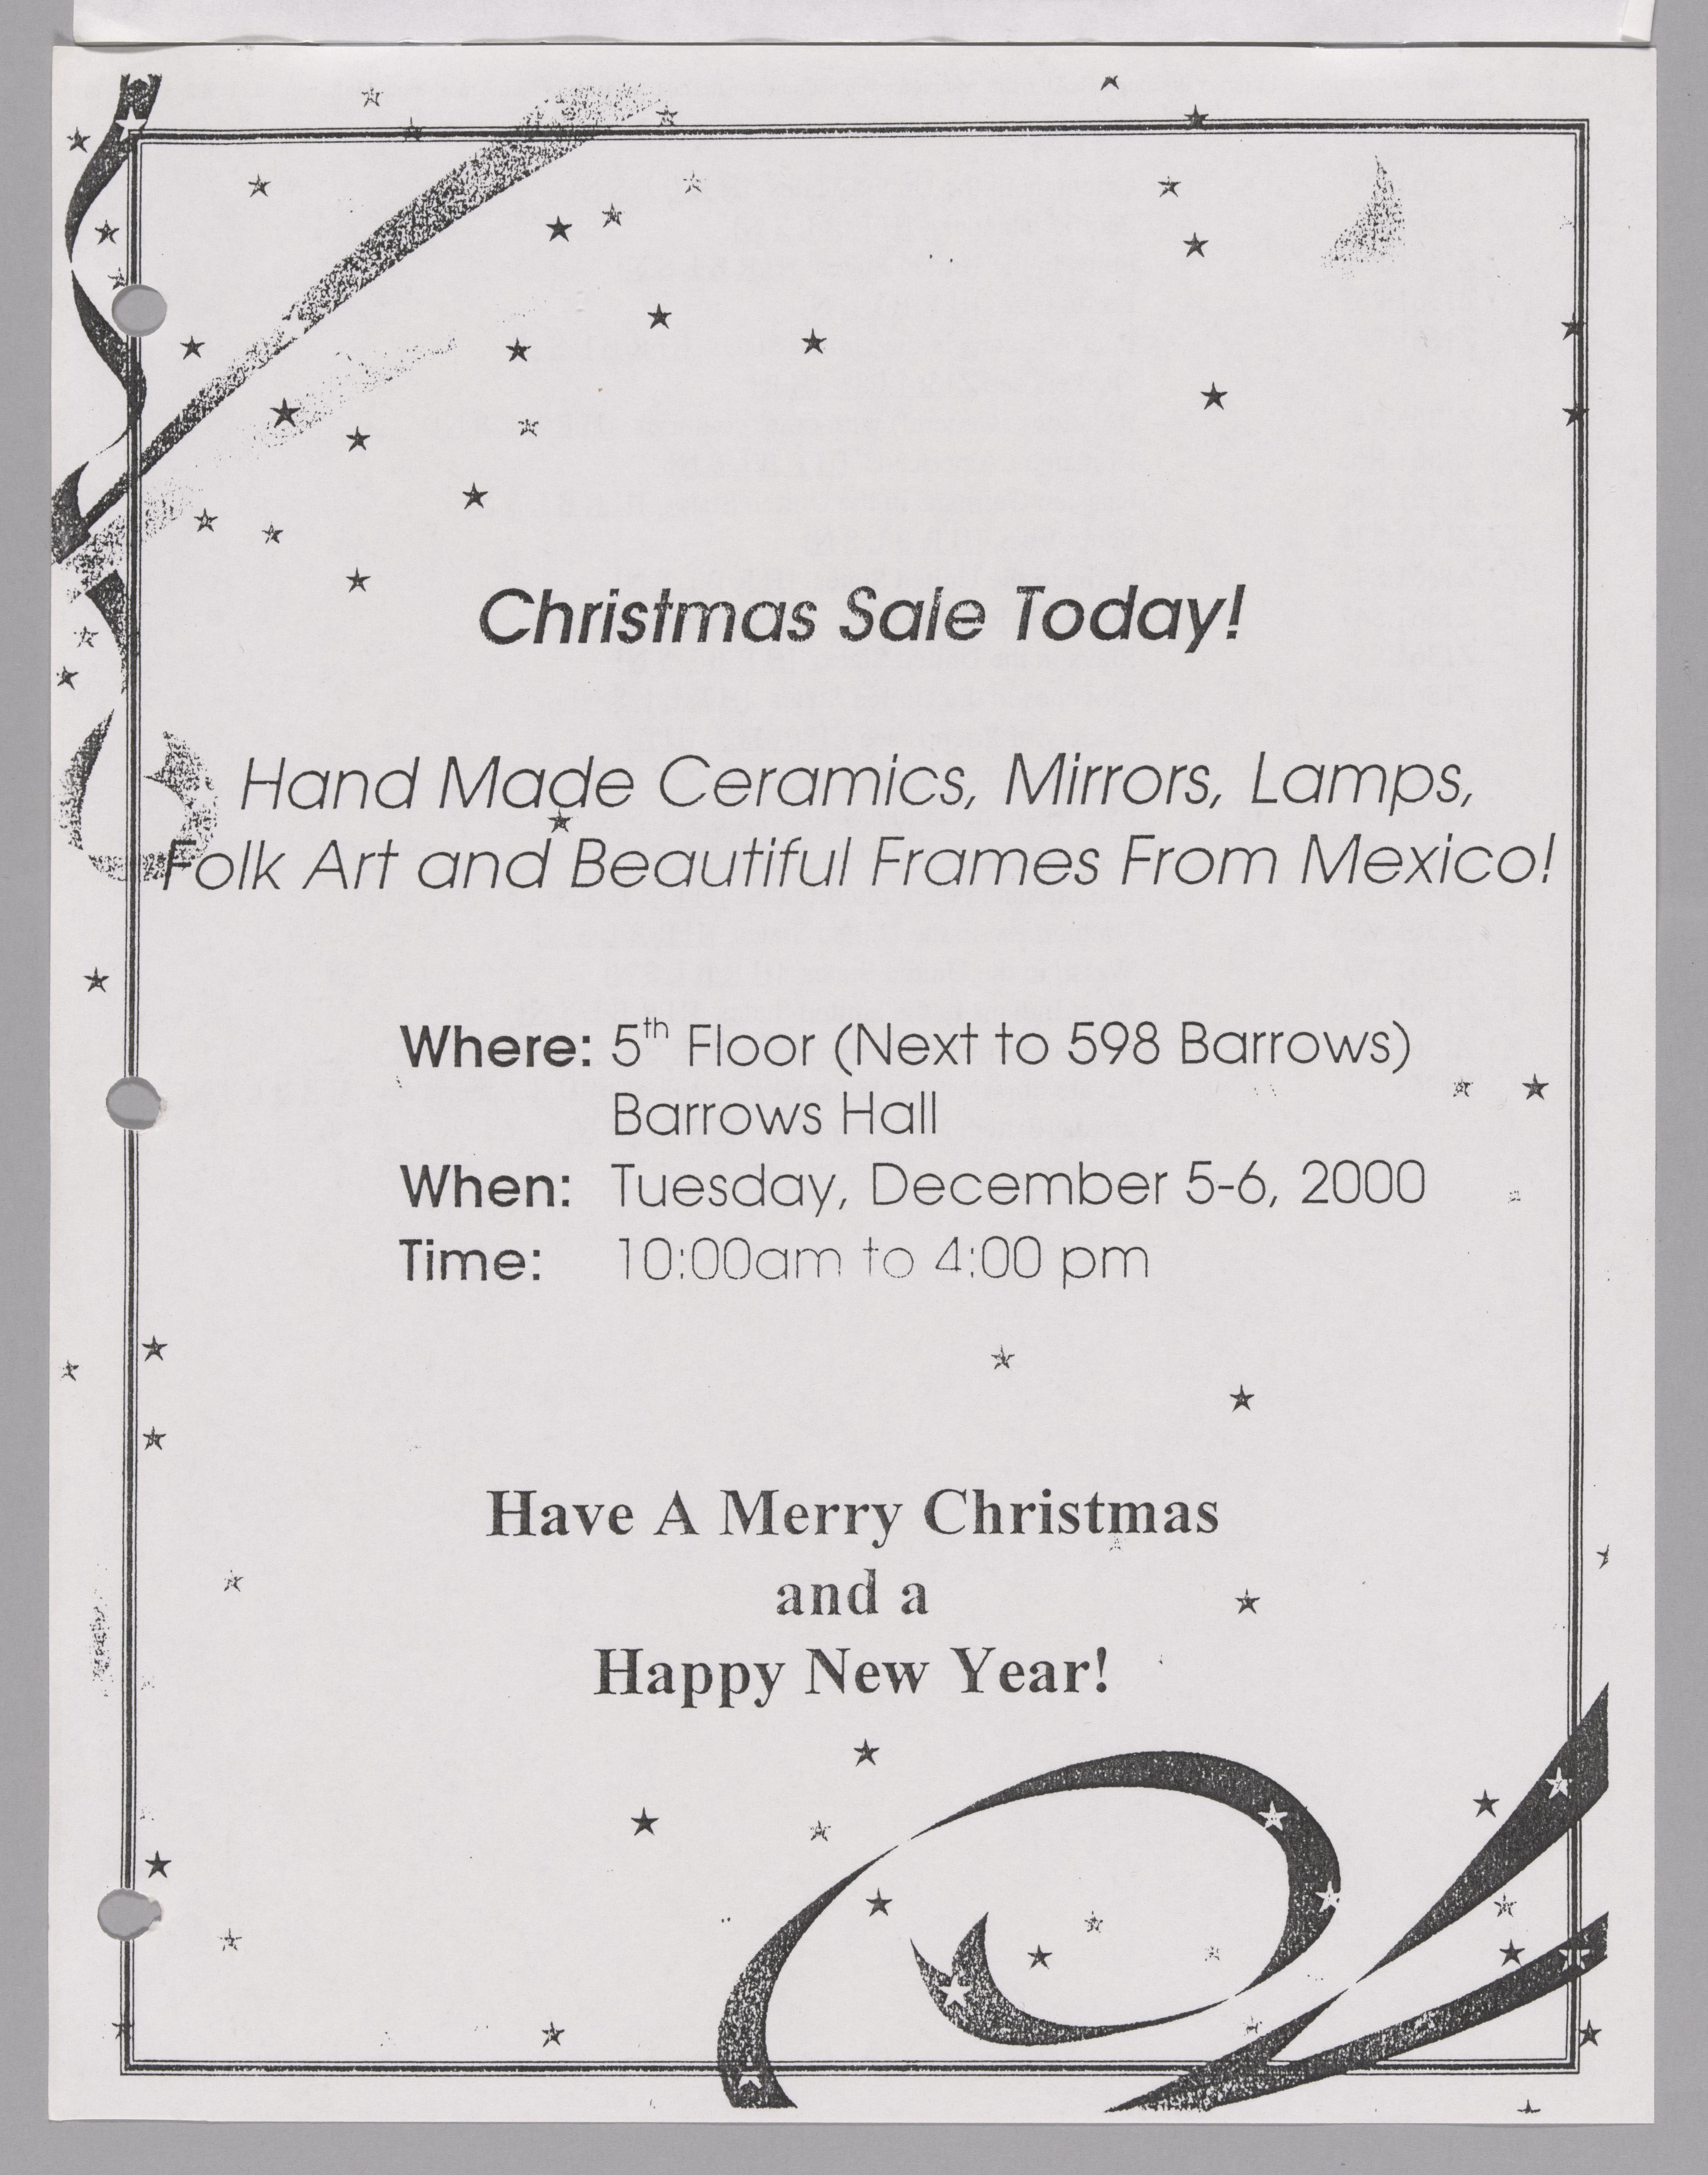 Christmas Sale Today!
Hand Made Ceramics, Mirrors, Lamps,
Folk Art and Beautiful Frames From Mexico!
Where: 5th Floor (Next to 598 Barrows)
Barrows Hall
When: Tuesday, December 5-6, 2000
Time: 10:00am to 4:00 pm
Have A Merry Christmas
and a
Happy New Year!